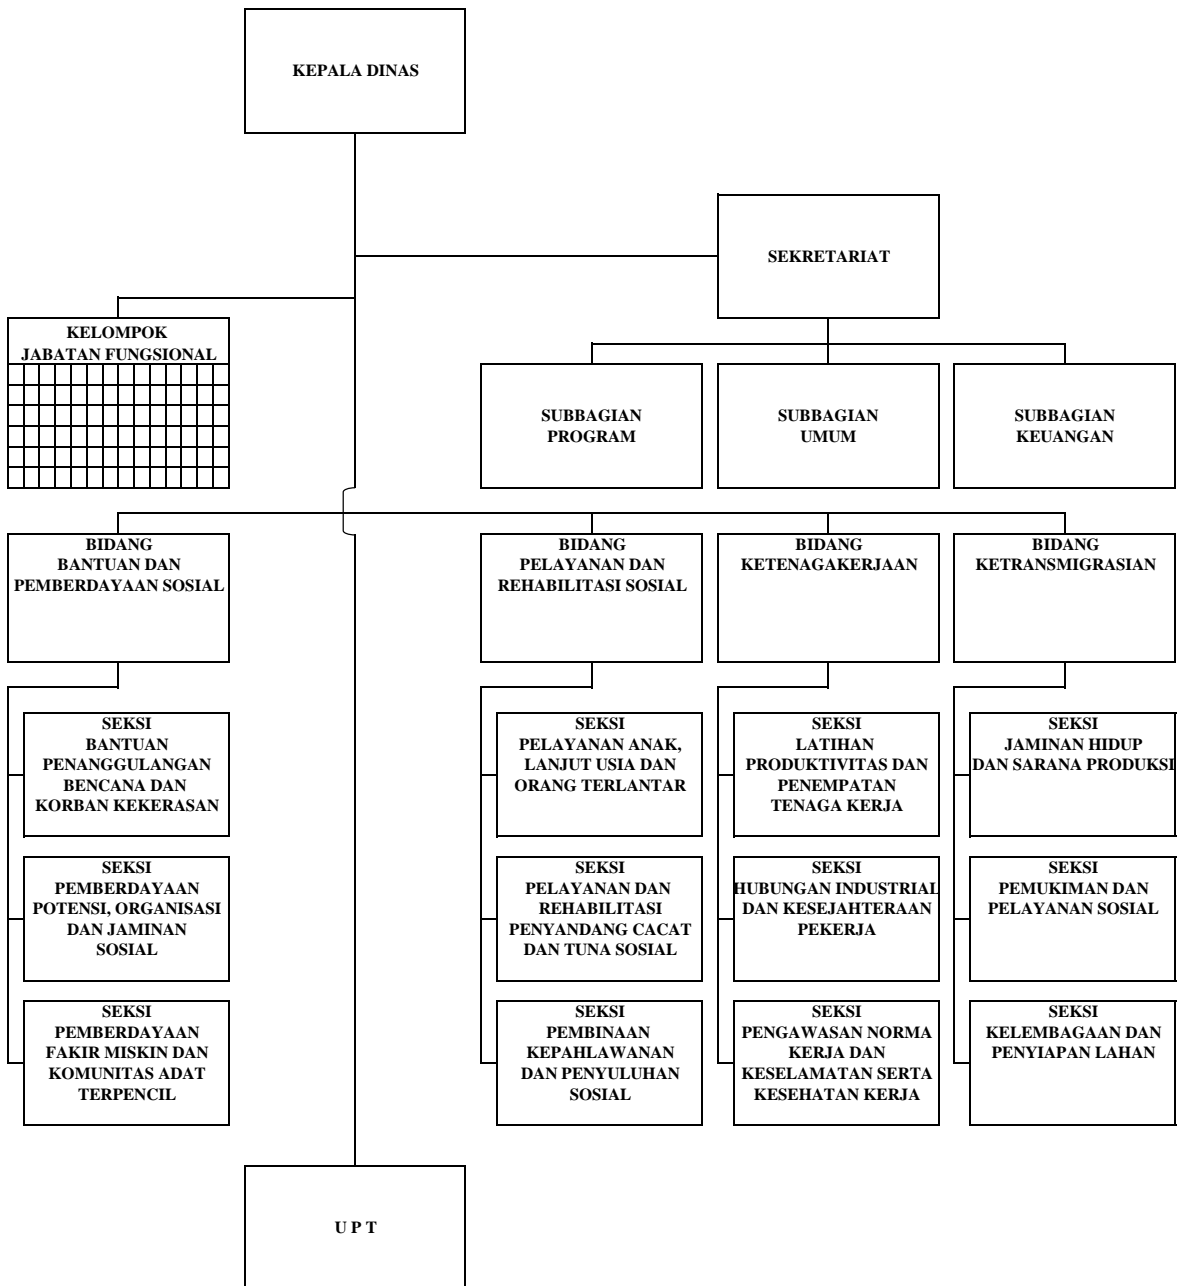 KEPALA DINAS
SEKRETARIAT
KELOMPOK
JABATAN FUNGSIONAL
SUBBAGIAN
PROGRAM
SUBBAGIAN
UMUM
SUBBAGIAN
KEUANGAN
BIDANG
BANTUAN DAN
PEMBERDAYAAN SOSIAL
BIDANG
PELAYANAN DAN
REHABILITASI SOSIAL
BIDANG
KETENAGAKERJAAN
BIDANG
KETRANSMIGRASIAN
SEKSI
BANTUAN
PENANGGULANGAN
BENCANA DAN
KORBAN KEKERASAN
SEKSI
PELAYANAN ANAK,
LANJUT USIA DAN
ORANG TERLANTAR
SEKSI
LATIHAN
PRODUKTIVITAS DAN
PENEMPATAN
TENAGA KERJA
SEKSI
JAMINAN HIDUP
DAN SARANA PRODUKSI
SEKSI
PEMBERDAYAAN
POTENSI, ORGANISASI
DAN JAMINAN
SOSIAL
SEKSI
PELAYANAN DAN
REHABILITASI
PENYANDANG CACAT
DAN TUNA SOSIAL
SEKSI
HUBUNGAN INDUSTRIAL
DAN KESEJAHTERAAN
PEKERJA
SEKSI
PEMUKIMAN DAN
PELAYANAN SOSIAL
SEKSI
PEMBERDAYAAN
FAKIR MISKIN DAN
KOMUNITAS ADAT
TERPENCIL
SEKSI
PEMBINAAN
KEPAHLAWANAN
DAN PENYULUHAN
SOSIAL
SEKSI
PENGAWASAN NORMA
KERJA DAN
KESELAMATAN SERTA
KESEHATAN KERJA
SEKSI
KELEMBAGAAN DAN
PENYIAPAN LAHAN
U P T